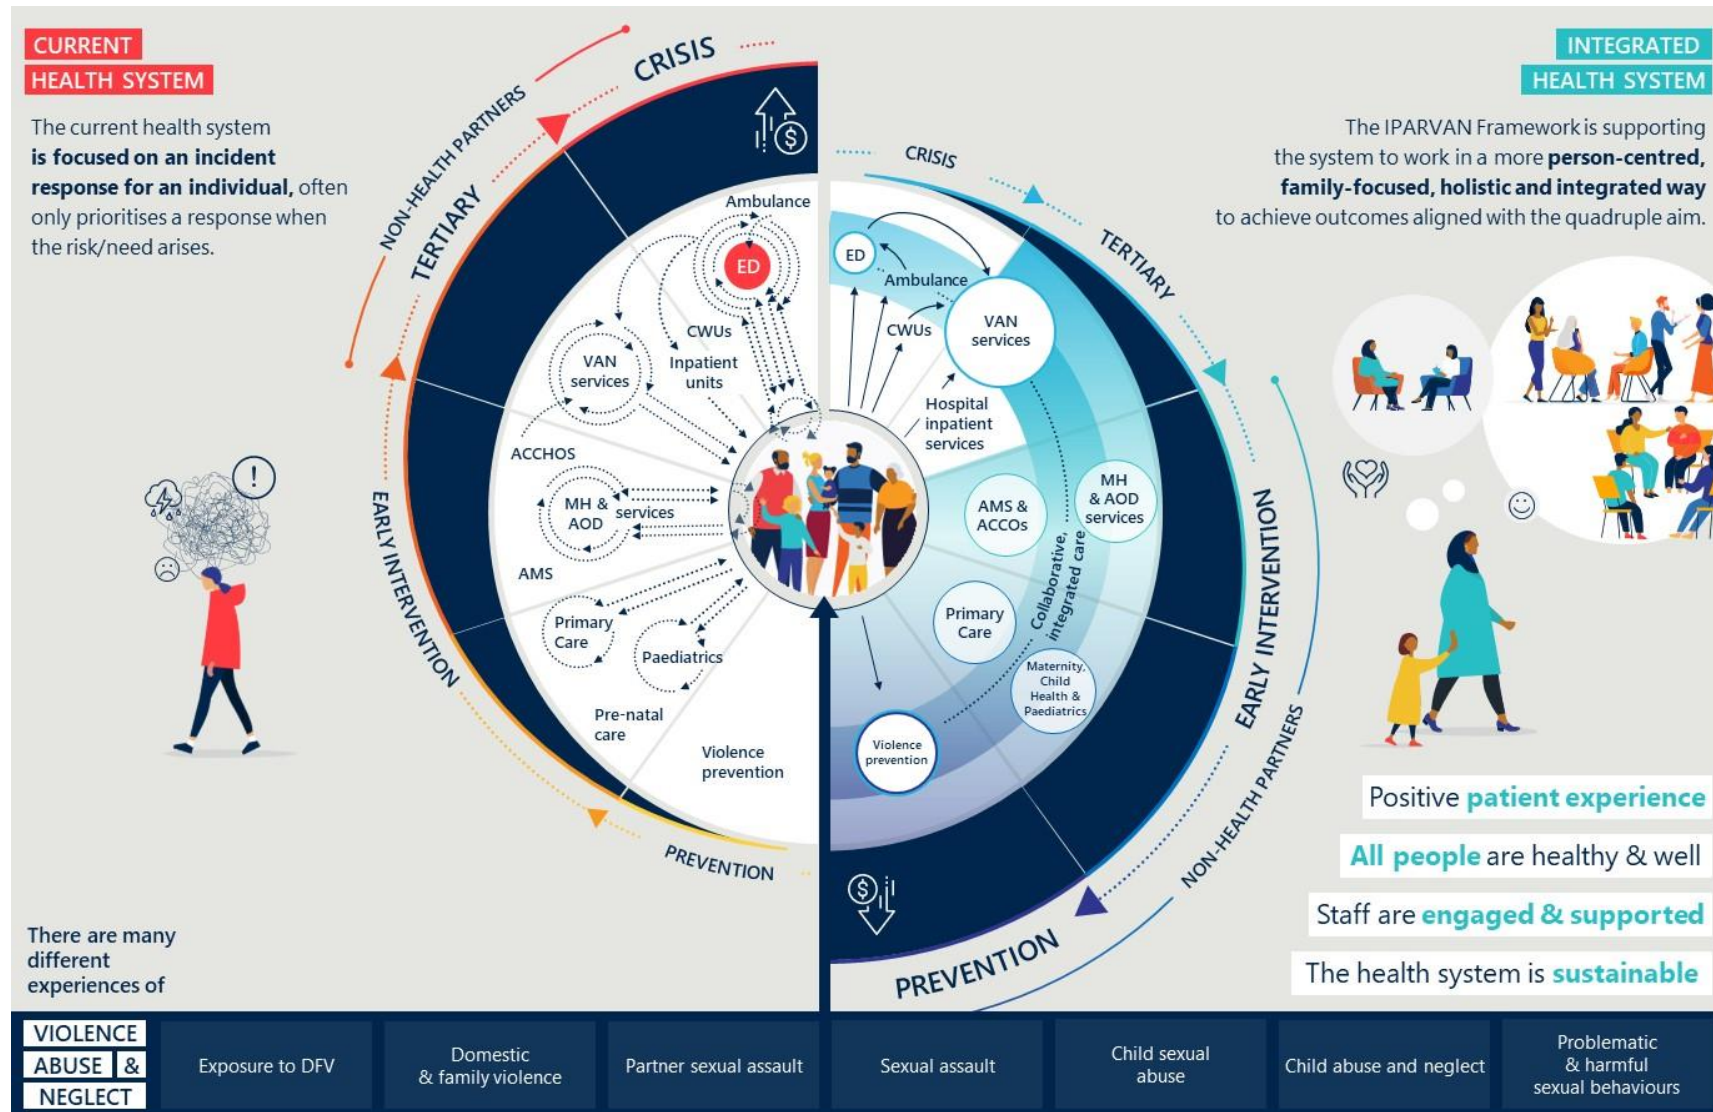 CURRENT
HEALTH SYSTEM
The current health system
is focused on an incident
response for an individual, often
only prioritises a response when
the risk/need arises.
CRISIS
NON-HEALTH PARTNERS
TERTIARY
EARLY INTERVENTION
PREVENTION
$
Ambulance
ED
CWUs
Inpatient
units
VAN
services
ACCHOS
MH &
AOD
services
AMS
Primary
Care
Paediatrics
Pre-natal
care
Violence
prevention
!
INTEGRATED
HEALTH SYSTEM
The IPARVAN Framework is supporting
the system to work in a more person-centred,
family-focused, holistic and integrated way
to achieve outcomes aligned with the quadruple aim.
CRISIS
TERTIARY
EARLY INTERVENTION
NON-HEALTH PARTNERS
PREVENTION
ED
Ambulance
CWUs
VAN
services
Hospital
inpatient
services
AMS &
ACCOs
MH
& AOD
services
Collaborative,
integrated care
Primary
Care
Maternity,
Child
Health &
Paediatrics
Violence
prevention
$
Positive patient experience
All people are healthy & well
Staff are engaged & supported
The health system is sustainable
There are many
different
experiences of
VIOLENCE
ABUSE &
NEGLECT
Exposure to DFV
Domestic
& family violence
Partner sexual assault
Sexual assault
Child sexual
abuse
Child abuse and neglect
Problematic
& harmful
sexual behaviours